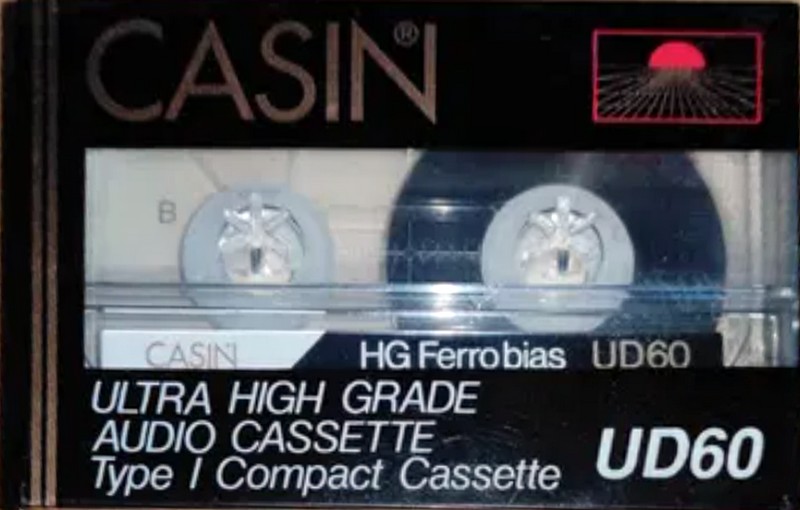 CASIN®
B
CASIN
HG Ferrobias UD60
ULTRA HIGH GRADE
AUDIO CASSETTE
Type I Compact Cassette
UD60